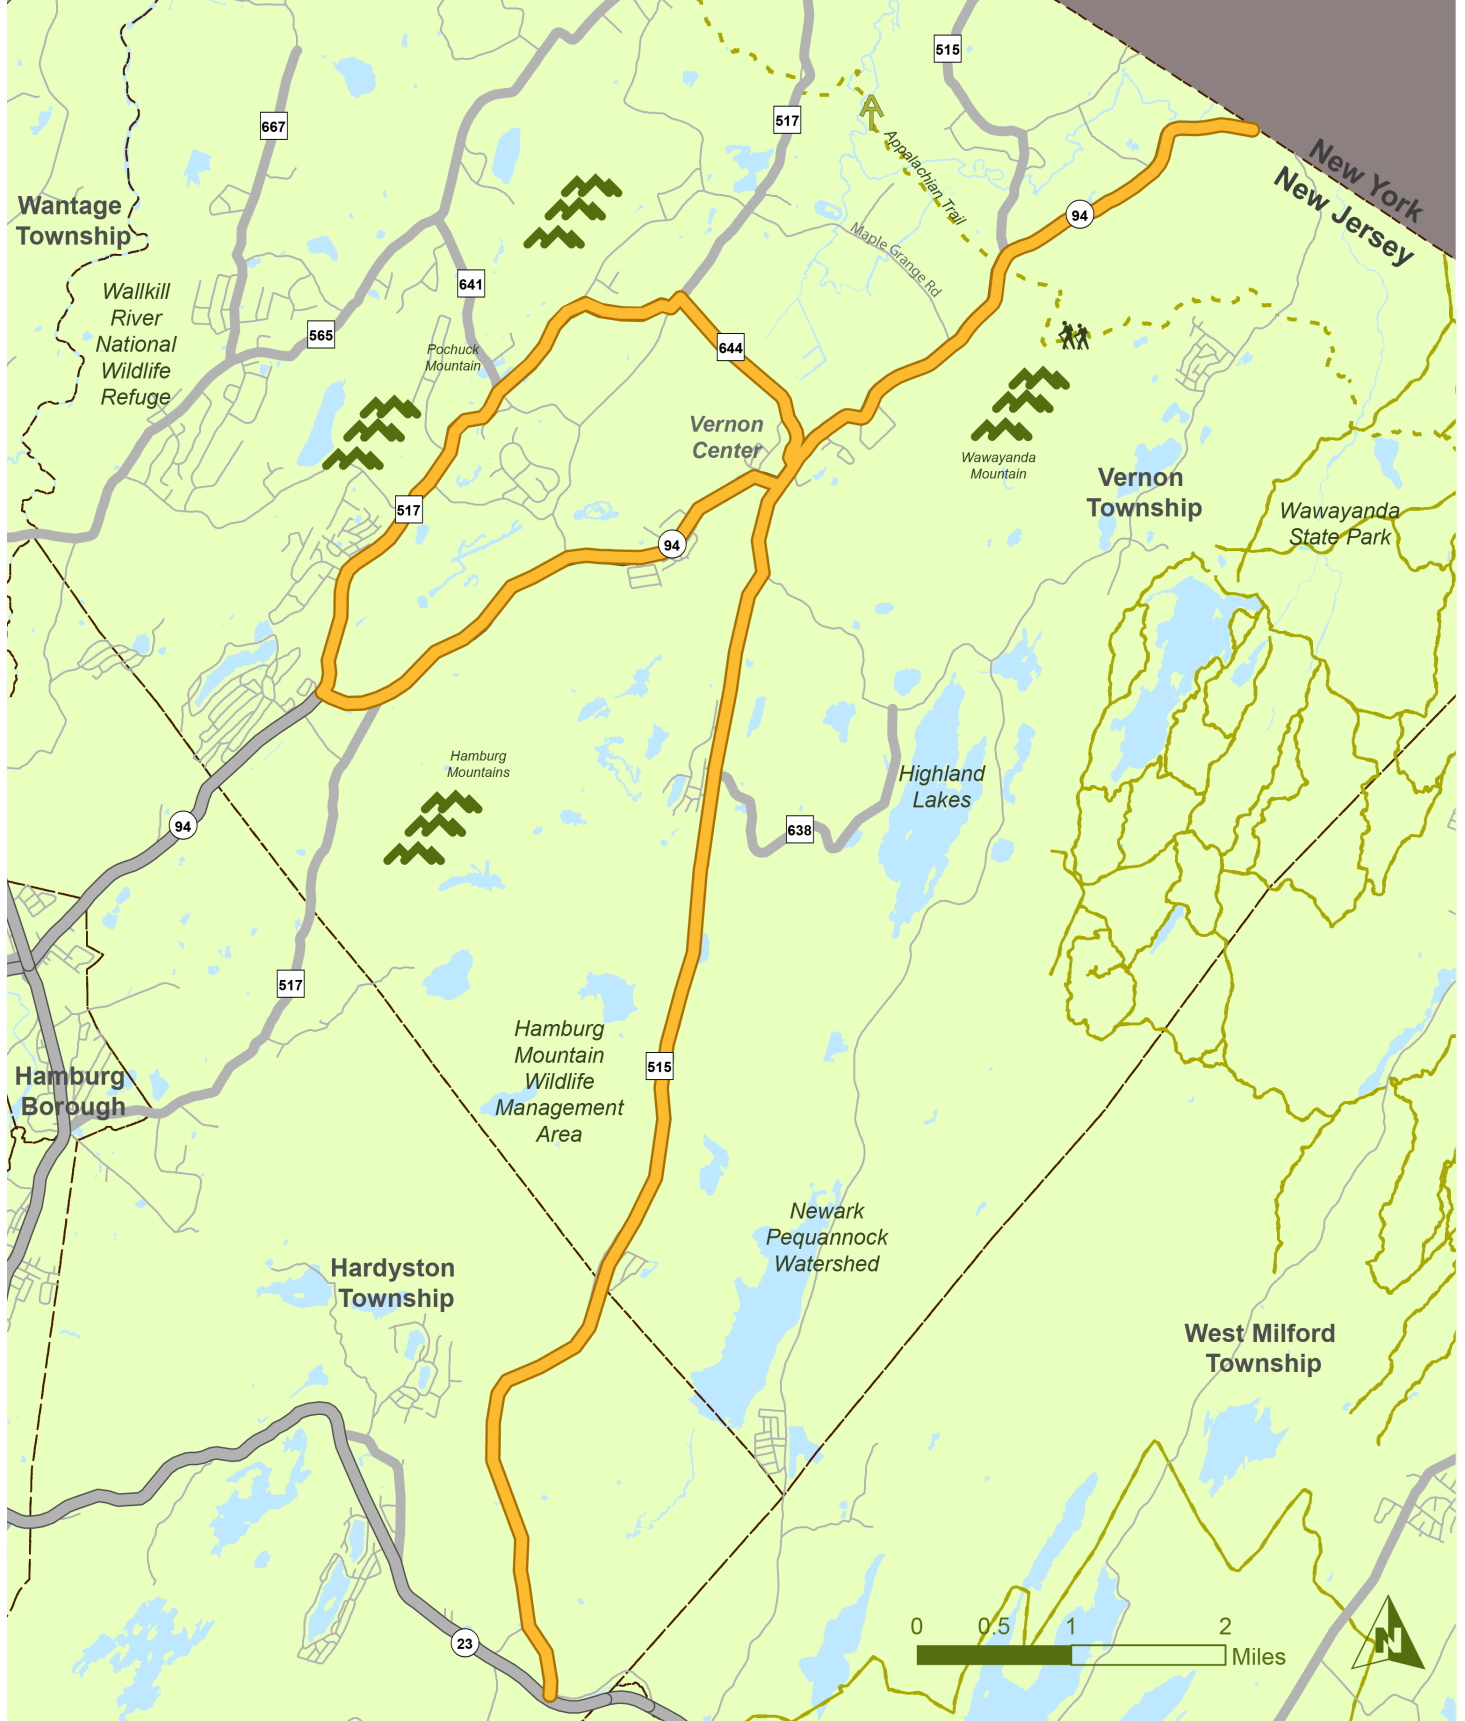 515
667
517
Appalachian Trail
New York
New Jersey
Wantage
Township
94
Maple Grange Rd
641
Wallkill
River
National
Wildlife
Refuge
565
644
Pochuck
Mountain
Vernon
Center
Wawayanda
Mountain
Vernon
Township
517
Wawayanda
State Park
94
Hamburg
Mountains
Highland
Lakes
94
638
517
Hamburg
Mountain
Wildlife
Management
Area
515
Hamburg
Borough
Newark
Pequannock
Watershed
Hardyston
Township
West Milford
Township
23
0 0.5 1 2
Miles
N